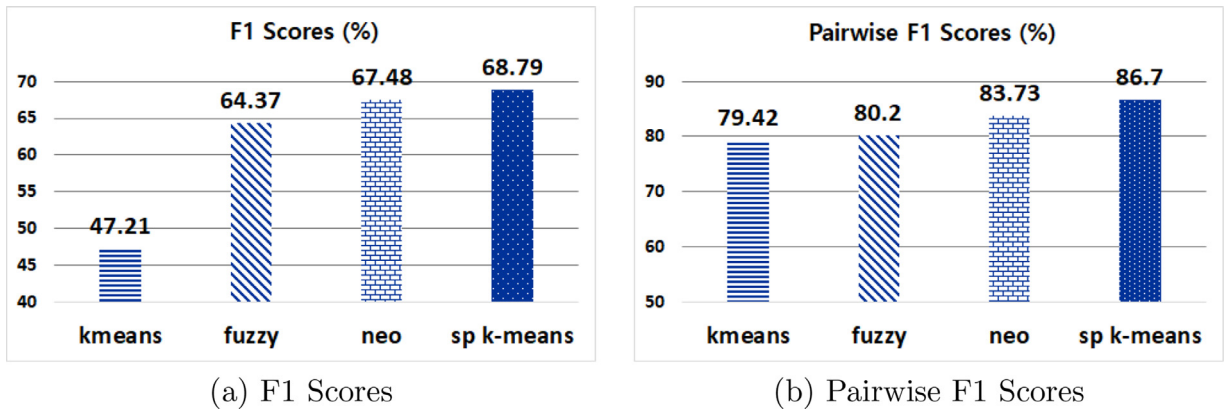 F1 Scores (%)
70
65
60
55
50
45
40
47.21
64.37
67.48
68.79
kmeans
fuzzy
neo
sp k-means
(a) F1 Scores
Pairwise F1 Scores (%)
90
80
70
60
50
79.42
80.2
83.73
86.7
kmeans
fuzzy
neo
sp k-means
(b) Pairwise F1 Scores